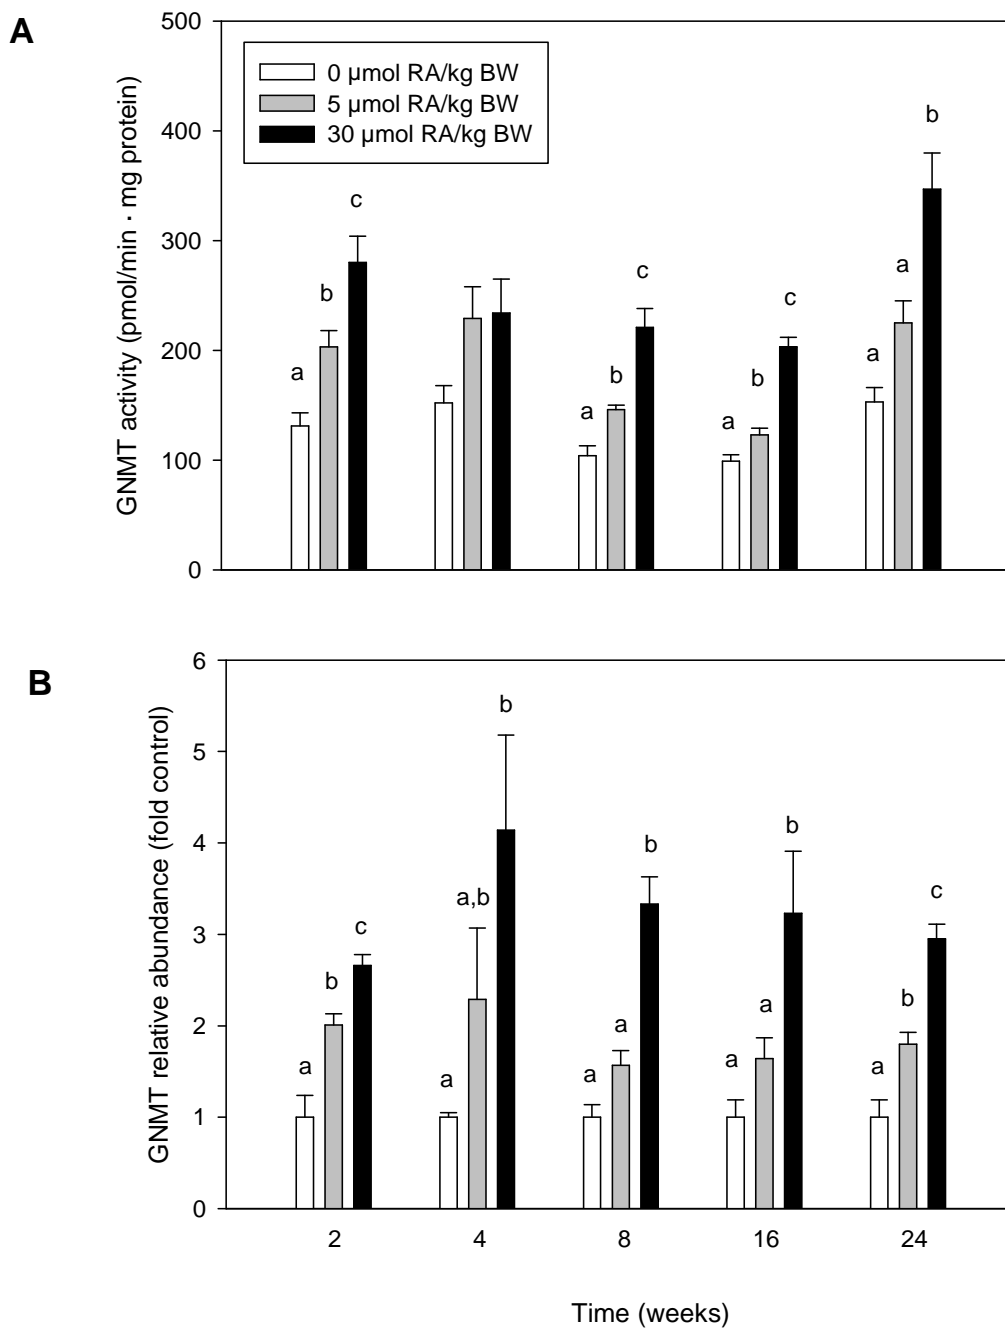 A
GNMT activity (pmol/min · mg protein)
500
400
300
200
100
0
0 µmol RA/kg BW
5 µmol RA/kg BW
30 µmol RA/kg BW
a
b
c
a
b
c
a
b
c
a
a
b
B
GNMT relative abundance (fold control)
6
5
4
3
2
1
0
a
b
c
a
a,b
b
a
a
b
a
a
b
a
b
c
2
4
8
16
24
Time (weeks)